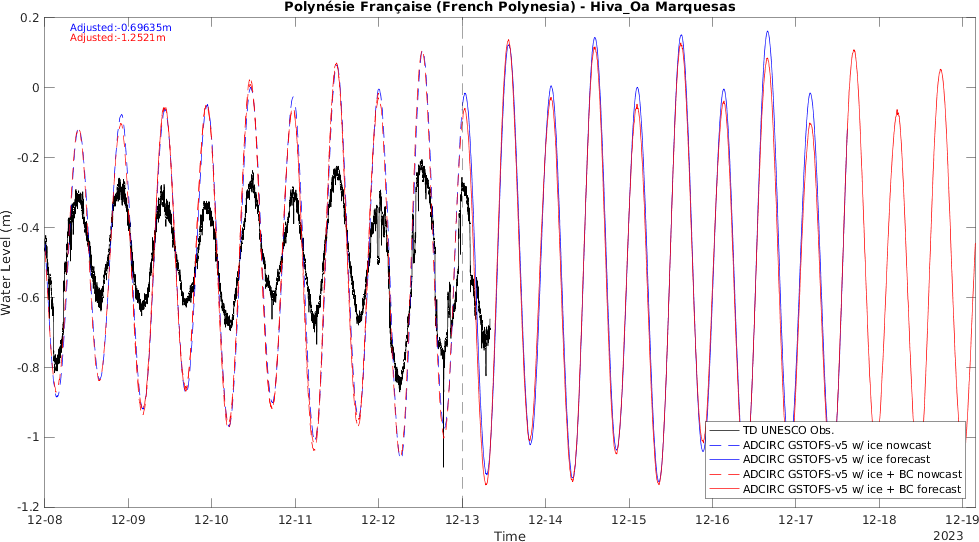 Polynésie Française (French Polynesia) - Hiva_Oa Marquesas
Adjusted:-0.69635m
Adjusted:-1.2521m
0.2
0
-0.2
-0.4
-0.6
-0.8
-1
-1.2
Water Level (m)
TD UNESCO Obs.
ADCIRC GSTOFS-v5 w/ ice nowcast
ADCIRC GSTOFS-v5 w/ ice forecast
ADCIRC GSTOFS-v5 w/ ice + BC nowcast
ADCIRC GSTOFS-v5 w/ ice + BC forecast
12-08 12-09 12-10 12-11 12-12 12-13 12-14 12-15 12-16 12-17 12-18 12-19
Time
2023